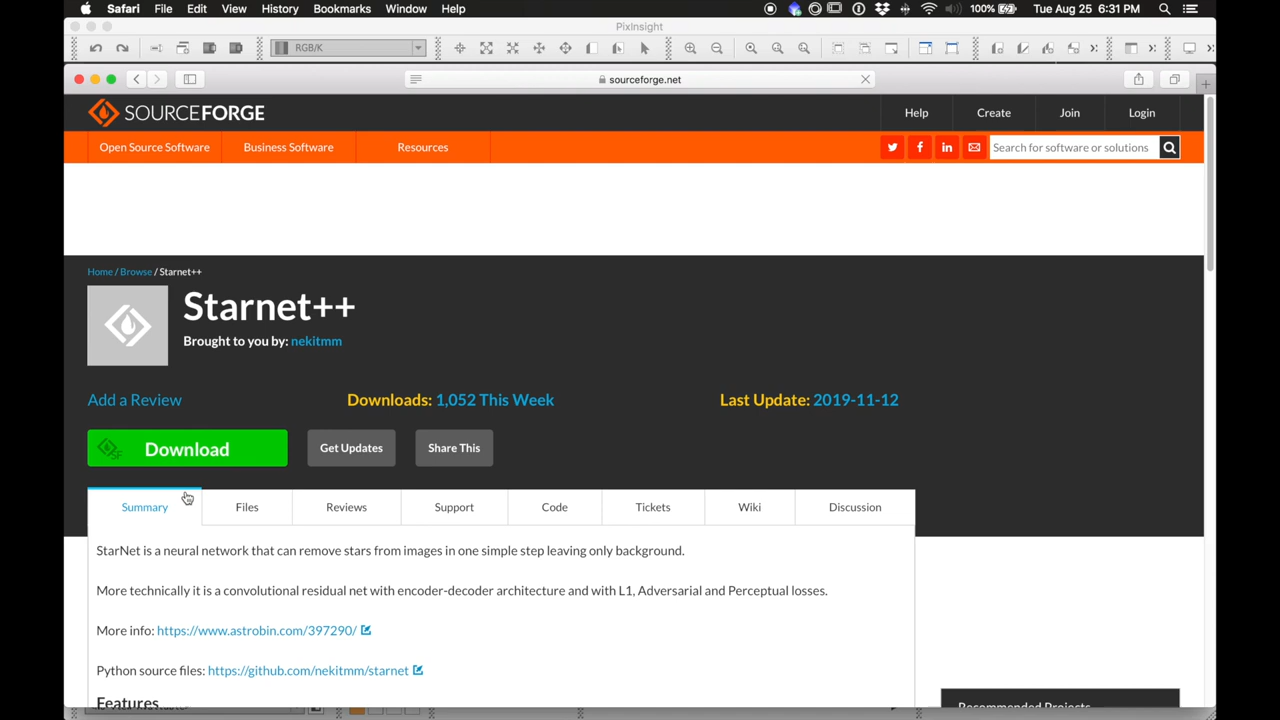 Safari File Edit View History Bookmarks Window Help 100% Tue Aug 25 6:31 PM
PixInsight
RGB/K
sourceforge.net
SOURCEFORGE Help Create Join Login
Open Source Software Business Software Resources Search for software or solutions
Home / Browse / Starnet++
Starnet++
Brought to you by: nekitmm
Add a Review Downloads: 1,052 This Week Last Update: 2019-11-12
SF Download Get Updates Share This
Summary Files Reviews Support Code Tickets Wiki Discussion
StarNet is a neural network that can remove stars from images in one simple step leaving only background.
More technically it is a convolutional residual net with encoder-decoder architecture and with L1, Adversarial and Perceptual losses.
More info: https://www.astrobin.com/397290/
Python source files: https://github.com/nekitmm/starnet
Features
Recommended Projects